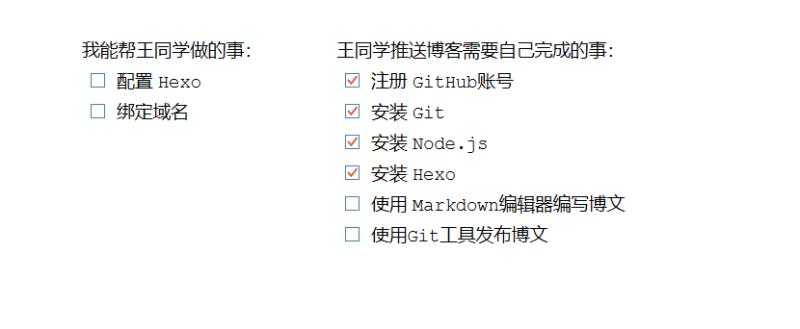 我能帮王同学做的事：
配置 Hexo
绑定域名
王同学推送博客需要自己完成的事：
注册 GitHub账号
安装 Git
安装 Node.js
安装 Hexo
使用 Markdown编辑器编写博文
使用Git工具发布博文